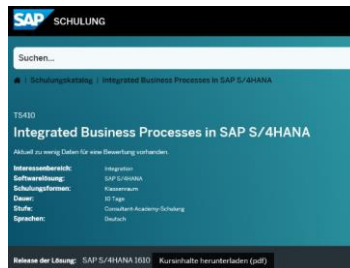 SAP SCHULUNG
Suchen...
/ Schulungskatalog / Integrated Business Processes in SAP S/4HANA
TS410
Integrated Business Processes in SAP S/4HANA
Aktuell zu wenig Daten für eine Bewertung vorhanden.
Interessenbereich: Integration
Softwarelösung: SAP S/4HANA
Schulungsformen: Klassenraum
Dauer: 10 Tage
Stufe: Consultant-Academy-Schulung
Sprachen: Deutsch
Release der Lösung: SAP S/4HANA 1610 Kursinhalte herunterladen (pdf)